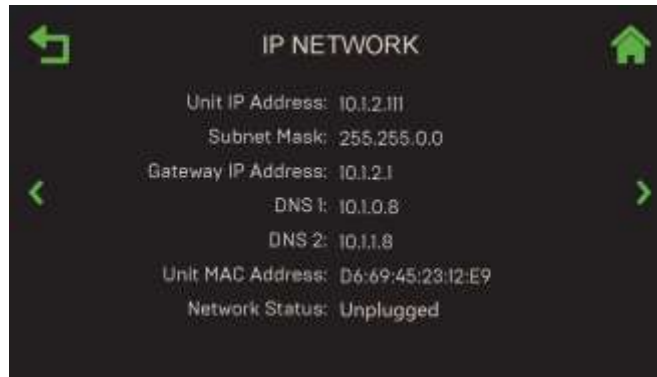 IP NETWORK
Unit IP Address: 10.1.2.111
Subnet Mask: 255.255.0.0
Gateway IP Address: 10.1.2.1
DNS 1: 10.1.0.8
DNS 2: 10.1.1.8
Unit MAC Address: D6:69:45:23:12:E9
Network Status: Unplugged